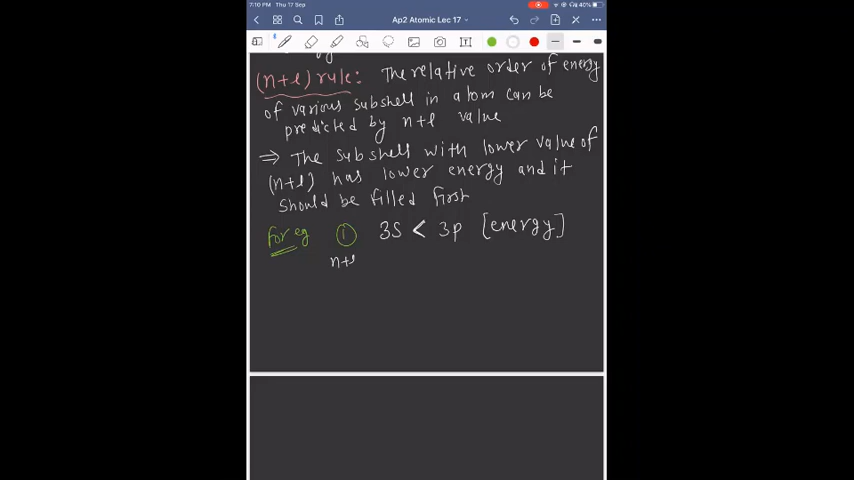 7:10 PM Thu 17 Sep
40%
Ap2 Atomic Lec 17
(n+l) rule: The relative order of energy
of various subshell in atom can be
predicted by n+l value
⇒ The subshell with lower value of
(n+l) has lower energy and it
should be filled first
For eg ① 3s < 3p [energy]
n+l